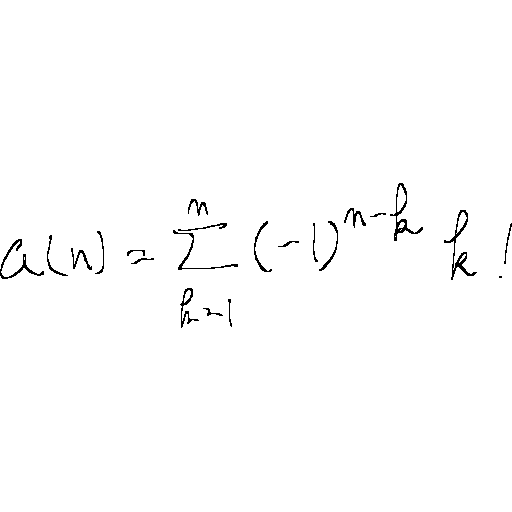 a(n) = \sum_{k=1}^{n} (-1)^{n-k} k!